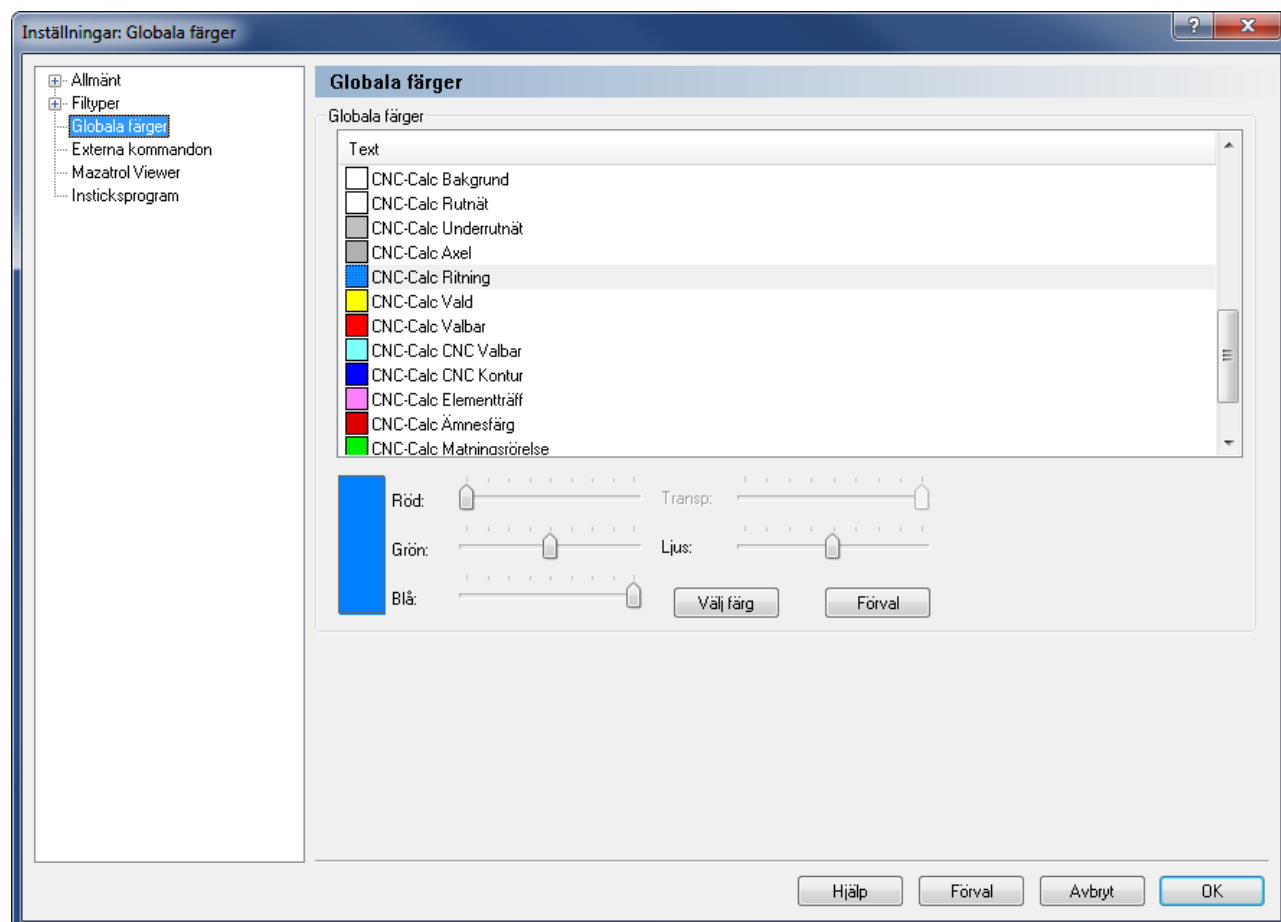 Inställningar: Globala färger
?
Allmänt
Filtyper
Globala färger
Externa kommandon
Mazatrol Viewer
Insticksprogram
Globala färger
Globala färger
Text
CNC-Calc Bakgrund
CNC-Calc Rutnät
CNC-Calc Underrutnät
CNC-Calc Axel
CNC-Calc Ritning
CNC-Calc Vald
CNC-Calc Valbar
CNC-Calc CNC Valbar
CNC-Calc CNC Kontur
CNC-Calc Elementträff
CNC-Calc Ämnesfärg
CNC-Calc Matningsrörelse
Röd:
Transp:
Grön:
Ljus:
Blå:
Välj färg
Förval
Hjälp
Förval
Avbryt
OK